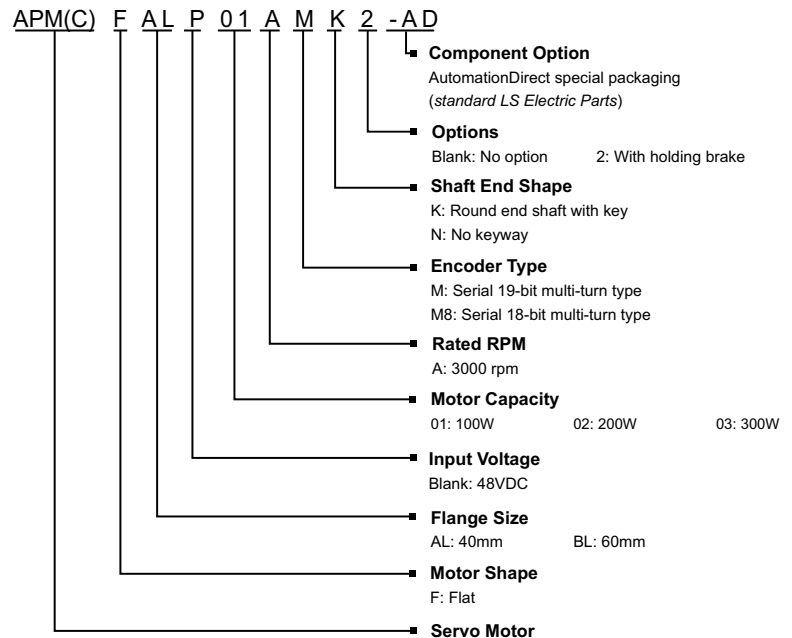 APM(C) F AL P 01 A M K 2 -AD
Component Option
AutomationDirect special packaging
(standard LS Electric Parts)
Options
Blank: No option 2: With holding brake
Shaft End Shape
K: Round end shaft with key
N: No keyway
Encoder Type
M: Serial 19-bit multi-turn type
M8: Serial 18-bit multi-turn type
Rated RPM
A: 3000 rpm
Motor Capacity
01: 100W 02: 200W 03: 300W
Input Voltage
Blank: 48VDC
Flange Size
AL: 40mm BL: 60mm
Motor Shape
F: Flat
Servo Motor